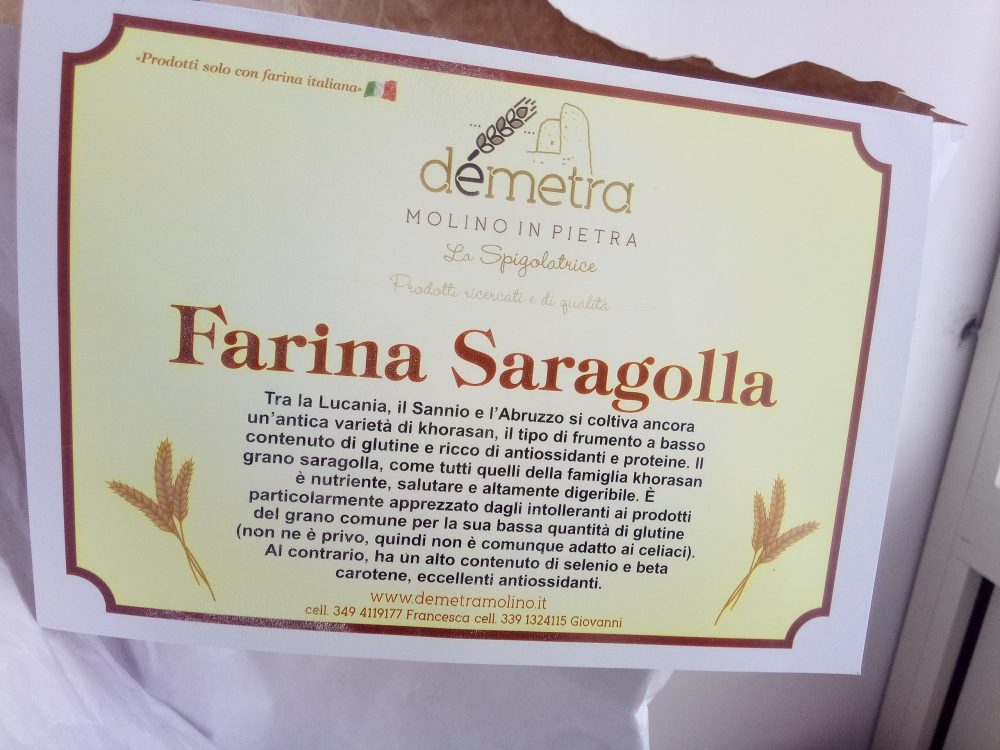 «Prodotti solo con farina italiana»
démetra
MOLINO IN PIETRA
La Spigolatrice
Prodotti ricercati e di qualità
Farina Saragolla
Tra la Lucania, il Sannio e l'Abruzzo si coltiva ancora
un'antica varietà di khorasan, il tipo di frumento a basso
contenuto di glutine e ricco di antiossidanti e proteine. Il
grano saragolla, come tutti quelli della famiglia khorasan
è nutriente, salutare e altamente digeribile. È
particolarmente apprezzato dagli intolleranti ai prodotti
del grano comune per la sua bassa quantità di glutine
(non ne è privo, quindi non è comunque adatto ai celiaci).
Al contrario, ha un alto contenuto di selenio e beta
carotene, eccellenti antiossidanti.
www.demetramolino.it
cell. 349 4119177 Francesca cell. 339 1324115 Giovanni